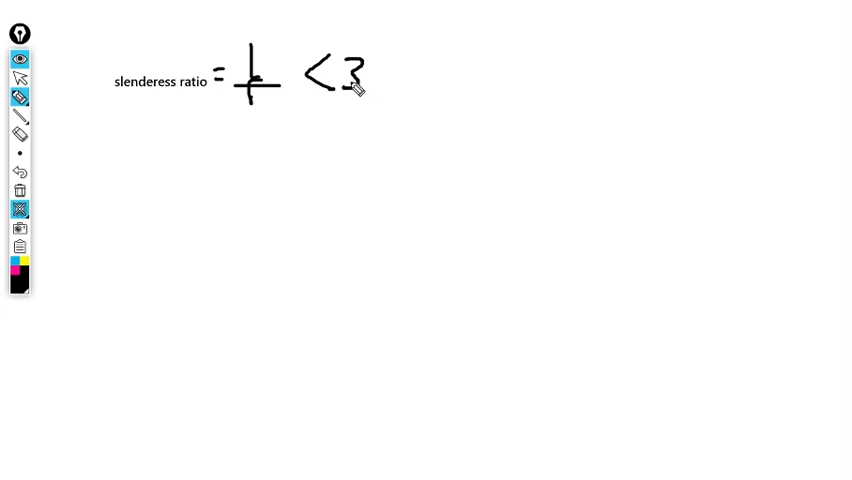 slenderess ratio = L/r < 3